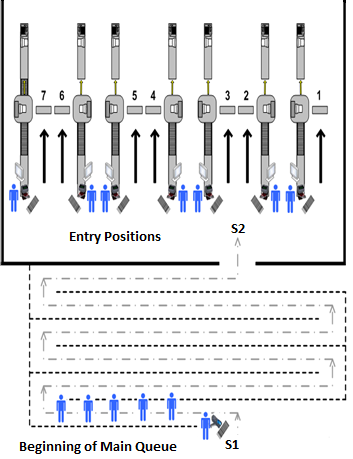 7 6 5 4 3 2 1
S2
Entry Positions
Beginning of Main Queue S1